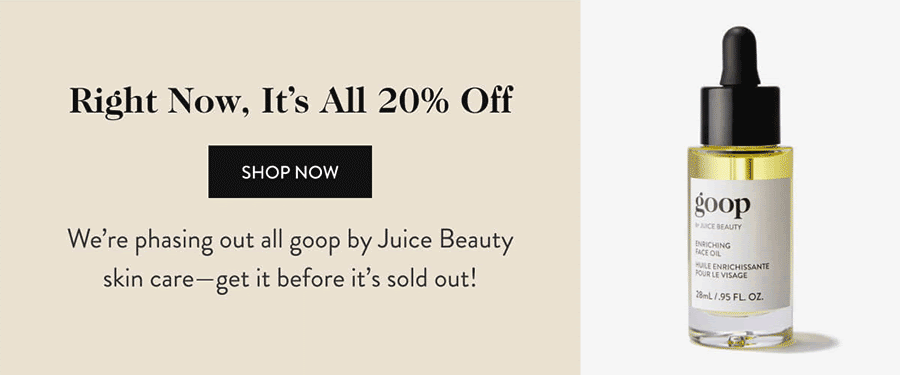 Right Now, It's All 20% Off
SHOP NOW
We're phasing out all goop by Juice Beauty
skin care—get it before it's sold out!
goop
BY JUICE BEAUTY
ENRICHING
FACE OIL
HUILE ENRICHISSANTE
POUR LE VISAGE
28mL / .95 FL. OZ.